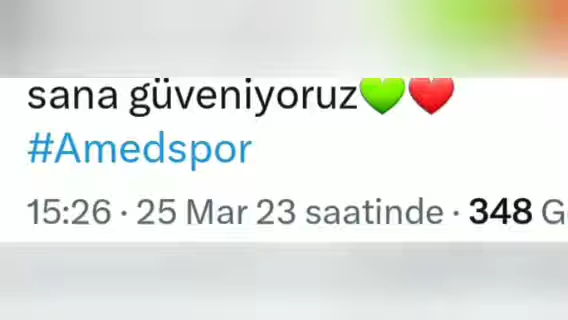 sana güveniyoruz💚❤️
#Amedspor
15:26 · 25 Mar 23 saatinde · 348